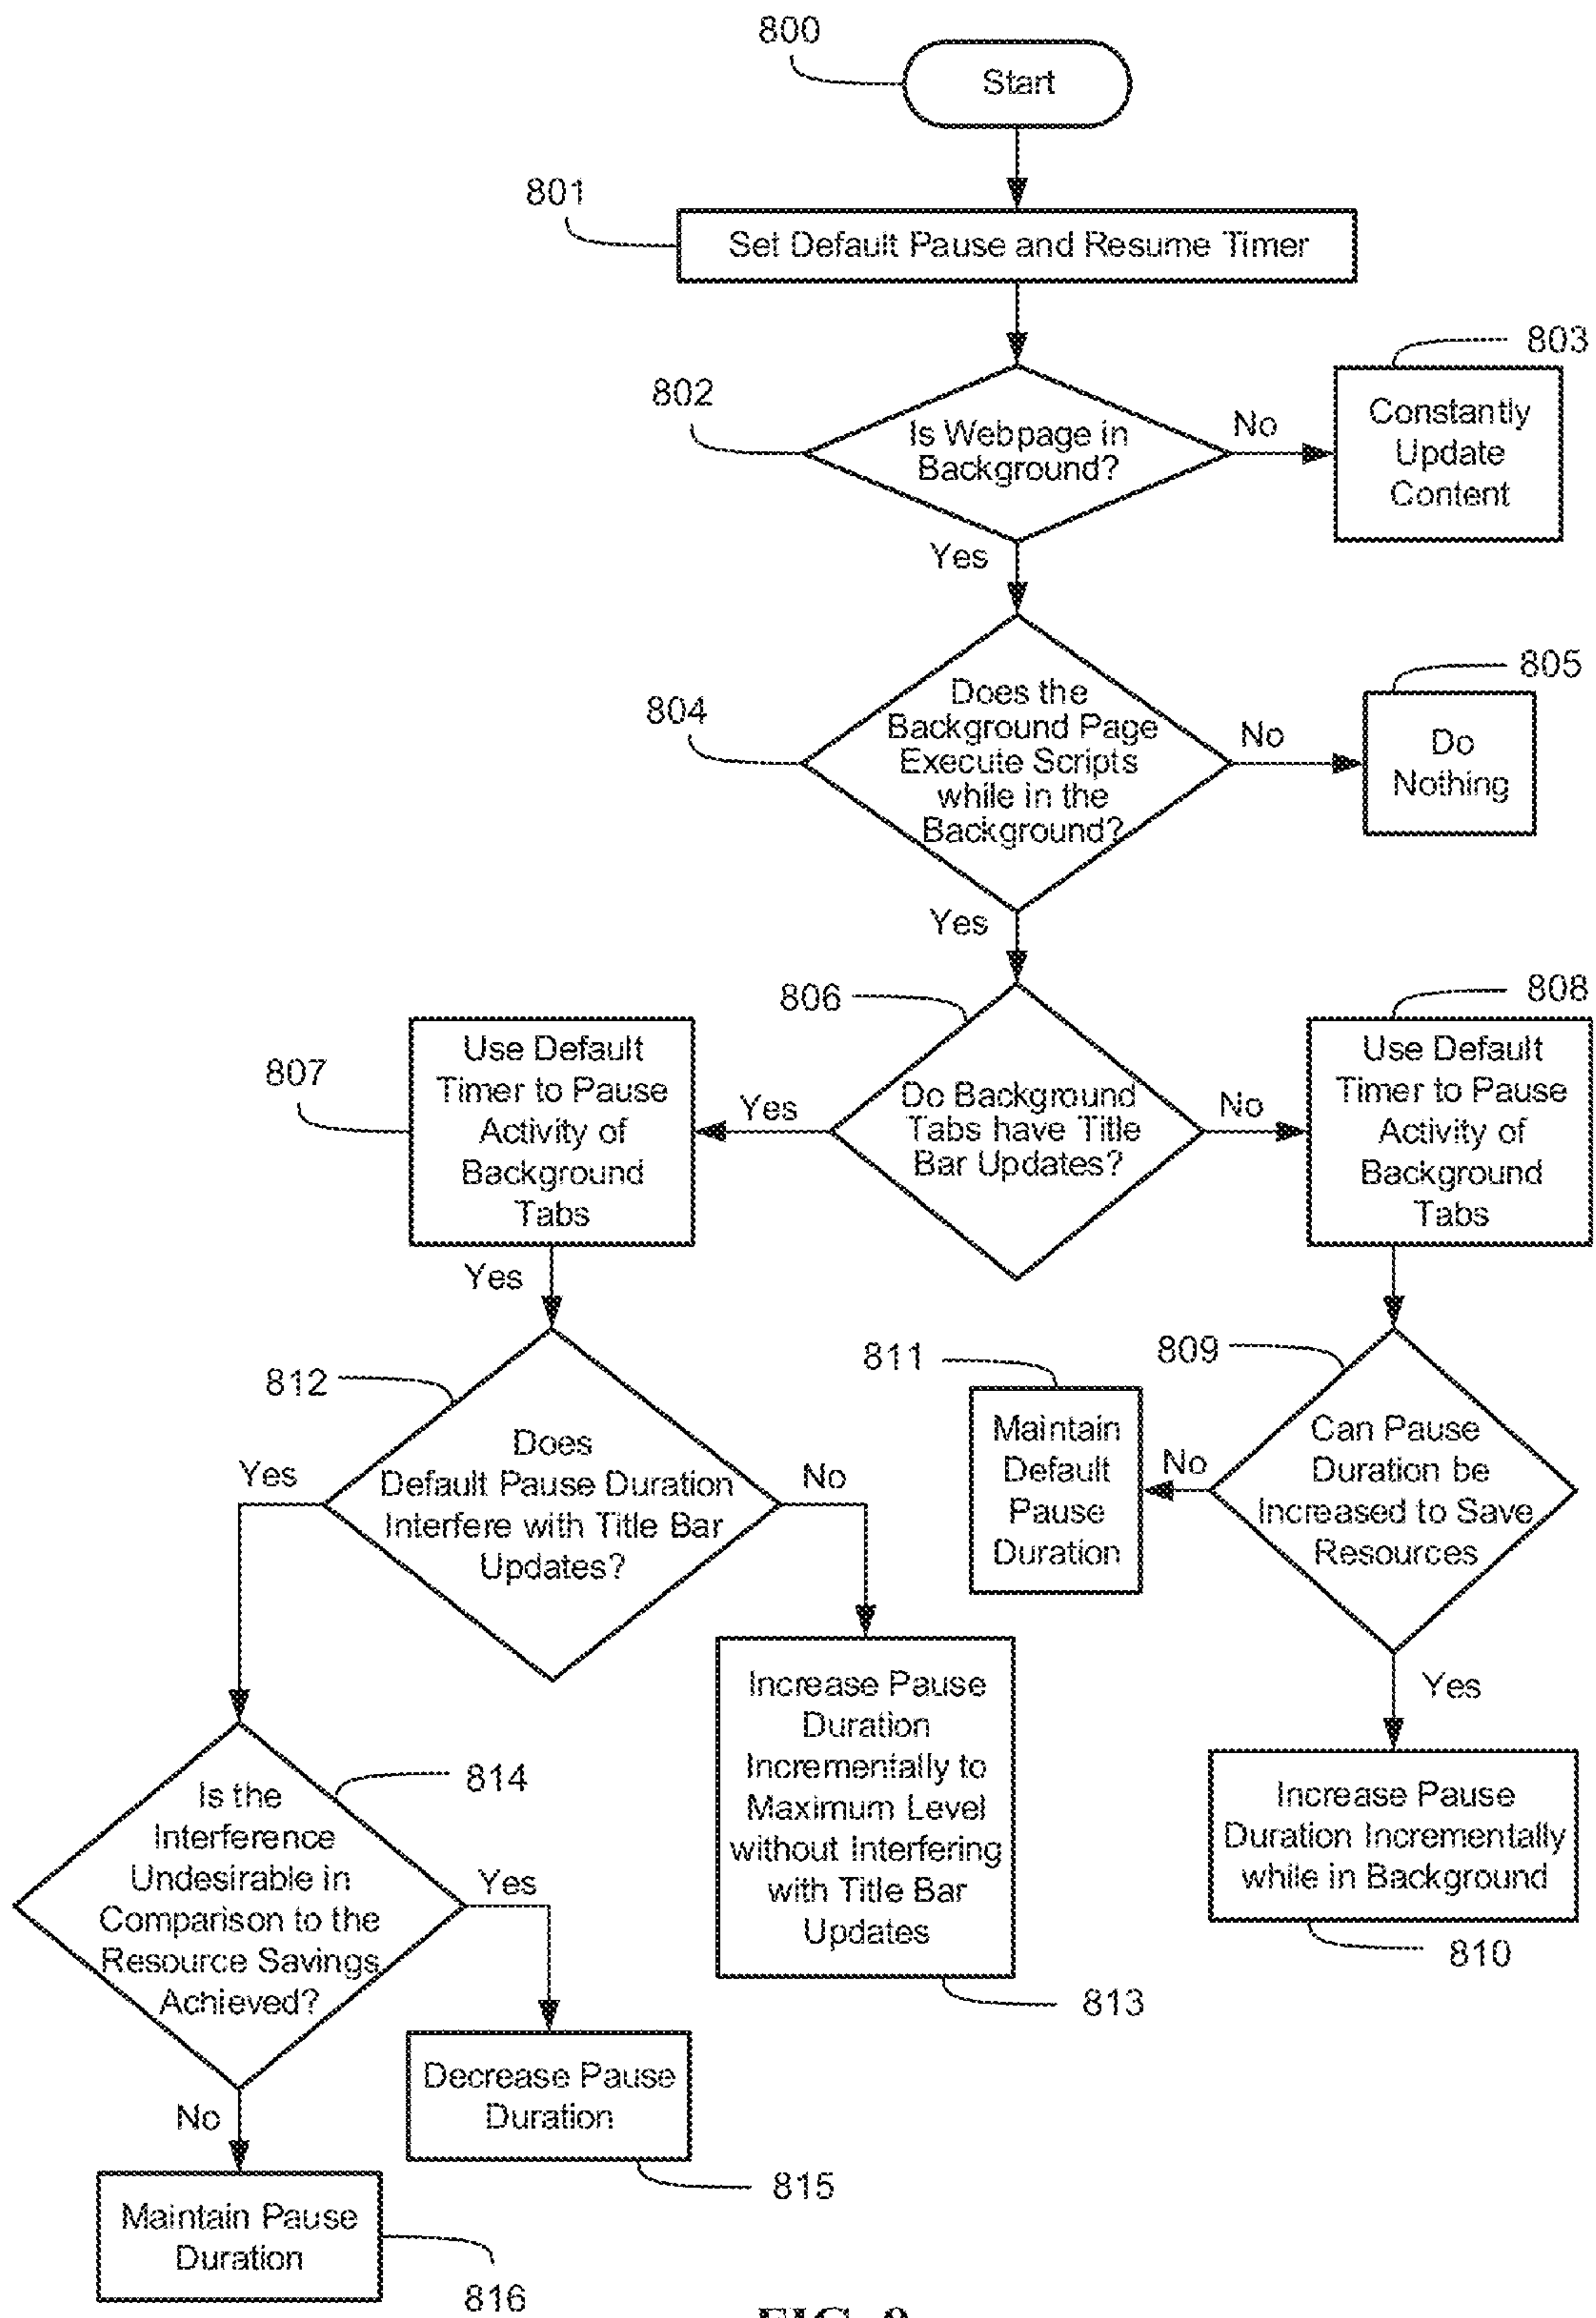 800
Start
801
Set Default Pause and Resume Timer
803
802
Is Webpage in
Background?
No
Constantly
Update
Content
Yes
805
804
Does the
Background Page
Execute Scripts
while in the
Background?
No
Do
Nothing
Yes
806
808
807
Use Default
Timer to Pause
Activity of
Background
Tabs
Yes
Do Background
Tabs have Title
Bar Updates?
No
Use Default
Timer to Pause
Activity of
Background
Tabs
Yes
812
811
809
Does
Default Pause Duration
Interfere with Title Bar
Updates?
Yes
No
Maintain
Default
Pause
Duration
No
Can Pause
Duration be
Increased to Save
Resources
Yes
814
Is the
Interference
Undesirable in
Comparison to the
Resource Savings
Achieved?
Yes
Increase Pause
Duration
Incrementally to
Maximum Level
without Interfering
with Title Bar
Updates
Increase Pause
Duration Incrementally
while in Background
810
813
Decrease Pause
Duration
No
815
Maintain Pause
Duration
816